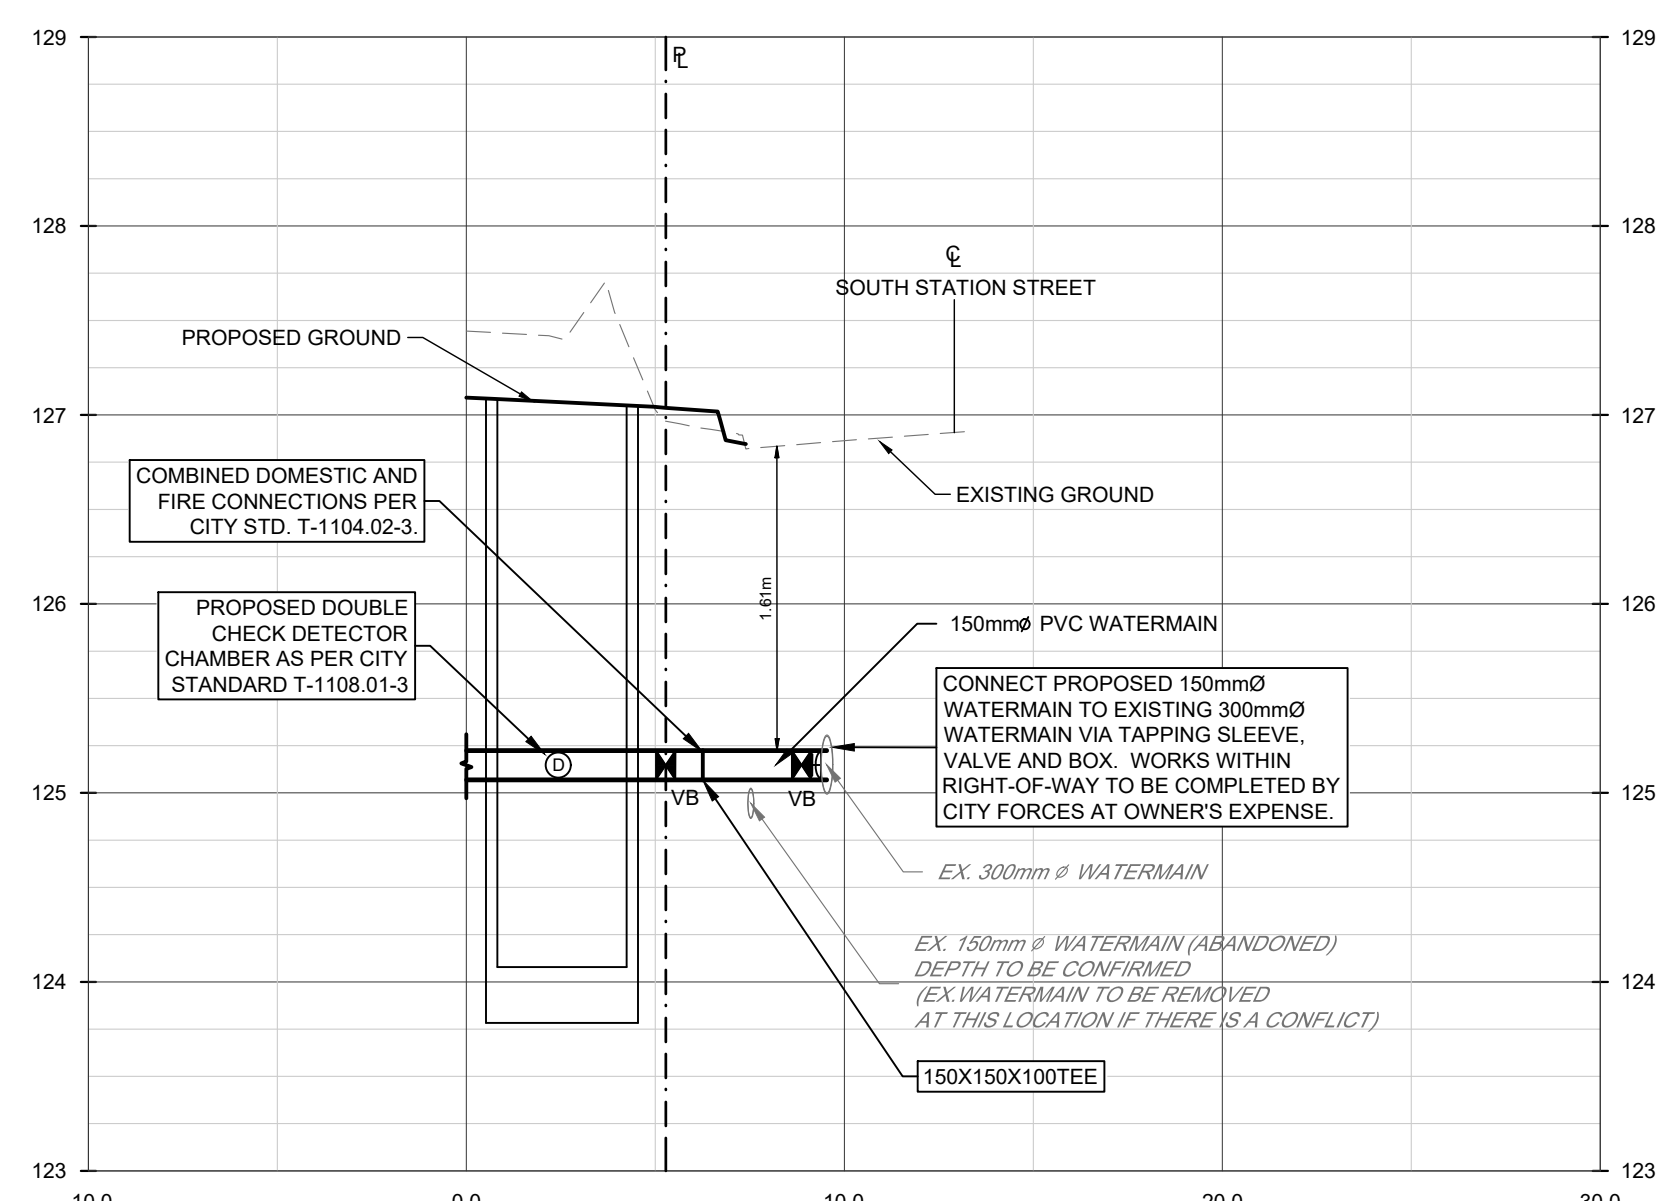 129
129
℄
128
128
℄
SOUTH STATION STREET
PROPOSED GROUND
127
127
COMBINED DOMESTIC AND
FIRE CONNECTIONS PER
CITY STD. T-1104.02-3.
EXISTING GROUND
126
126
1.61m
PROPOSED DOUBLE
CHECK DETECTOR
CHAMBER AS PER CITY
STANDARD T-1108.01-3
150mmØ PVC WATERMAIN
CONNECT PROPOSED 150mmØ
WATERMAIN TO EXISTING 300mmØ
WATERMAIN VIA TAPPING SLEEVE,
VALVE AND BOX. WORKS WITHIN
RIGHT-OF-WAY TO BE COMPLETED BY
CITY FORCES AT OWNER'S EXPENSE.
D
125
VB
VB
125
EX. 300mm Ø WATERMAIN
EX. 150mm Ø WATERMAIN (ABANDONED)
DEPTH TO BE CONFIRMED
(EX.WATERMAIN TO BE REMOVED
AT THIS LOCATION IF THERE IS A CONFLICT)
124
124
150X150X100TEE
123
123
-10.0
0.0
10.0
20.0
30.0